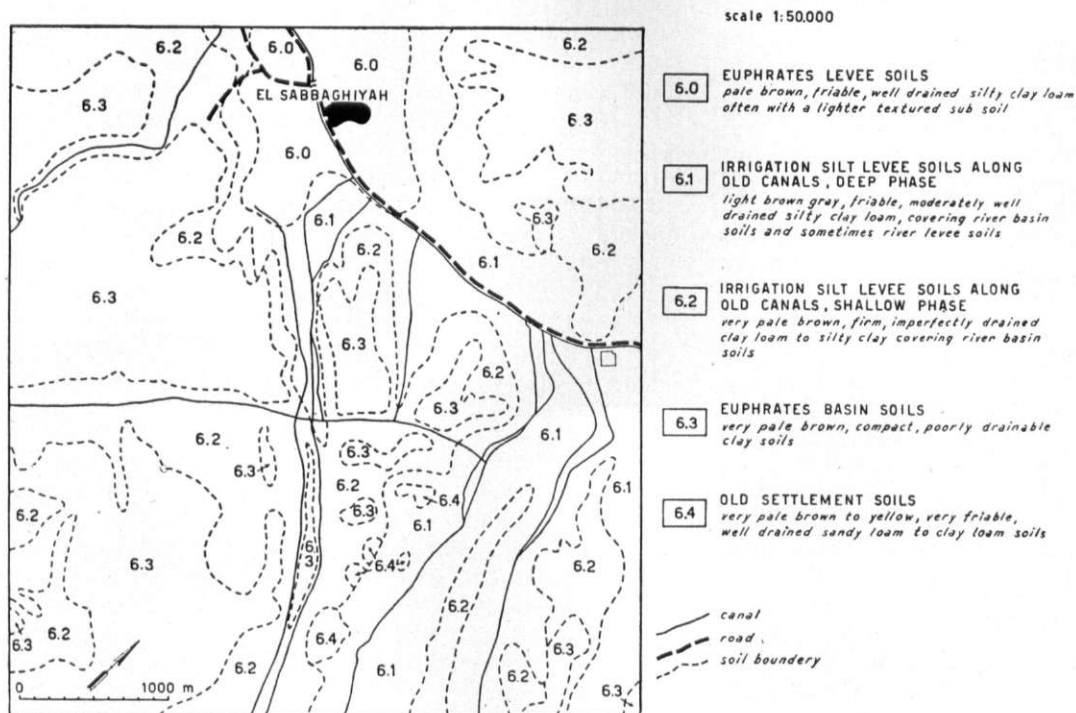 scale 1:50.000
6.0 EUPHRATES LEVEE SOILS
pale brown, friable, well drained silty clay loam
often with a lighter textured sub soil
6.1 IRRIGATION SILT LEVEE SOILS ALONG
OLD CANALS, DEEP PHASE
light brown gray, friable, moderately well
drained silty clay loam, covering river basin
soils and sometimes river levee soils
6.2 IRRIGATION SILT LEVEE SOILS ALONG
OLD CANALS, SHALLOW PHASE
very pale brown, firm, imperfectly drained
clay loam to silty clay covering river basin
soils
6.3 EUPHRATES BASIN SOILS
very pale brown, compact, poorly drainable
clay soils
6.4 OLD SETTLEMENT SOILS
very pale brown to yellow, very friable,
well drained sandy loam to clay loam soils
canal
road
soil boundery
6.2 6.0 6.0 6.2
6.3
EL SABBAGHIYAH
6.3
6.0
6.1 6.3
6.2 6.2 6.2
6.1
6.3
6.3
6.2
6.3
6.1
6.2 6.3
6.3 6.2 6.1
6.4
6.2 6.3 6.1
6.3
6.3 6.4 6.2
6.2
6.2 6.4 6.3
6.3
6.2 6.1 6.2
6.3
0 1000 m